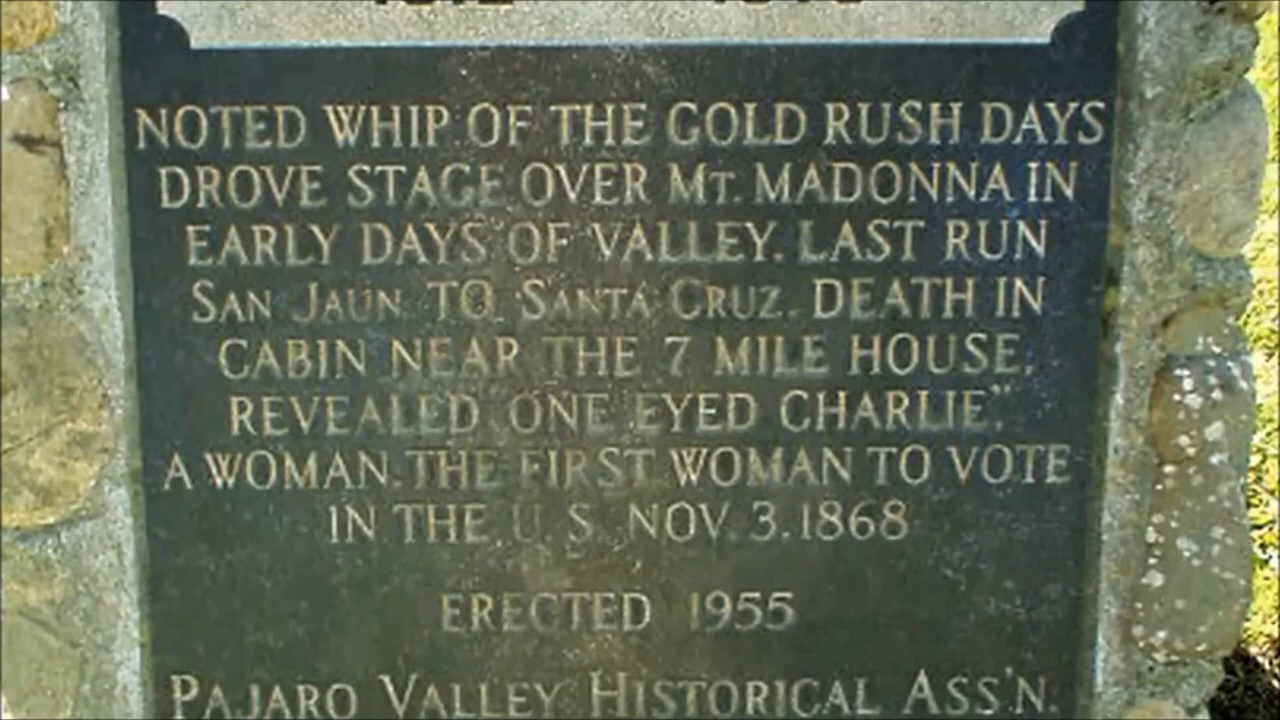 NOTED WHIP OF THE GOLD RUSH DAYS
DROVE STAGE OVER MT. MADONNA IN
EARLY DAYS OF VALLEY. LAST RUN
SAN JAUN TO SANTA CRUZ. DEATH IN
CABIN NEAR THE 7 MILE HOUSE.
REVEALED ONE EYED CHARLIE."
A WOMAN. THE FIRST WOMAN TO VOTE
IN THE U. S. NOV. 3. 1868
ERECTED 1955
PAJARO VALLEY HISTORICAL ASS'N.